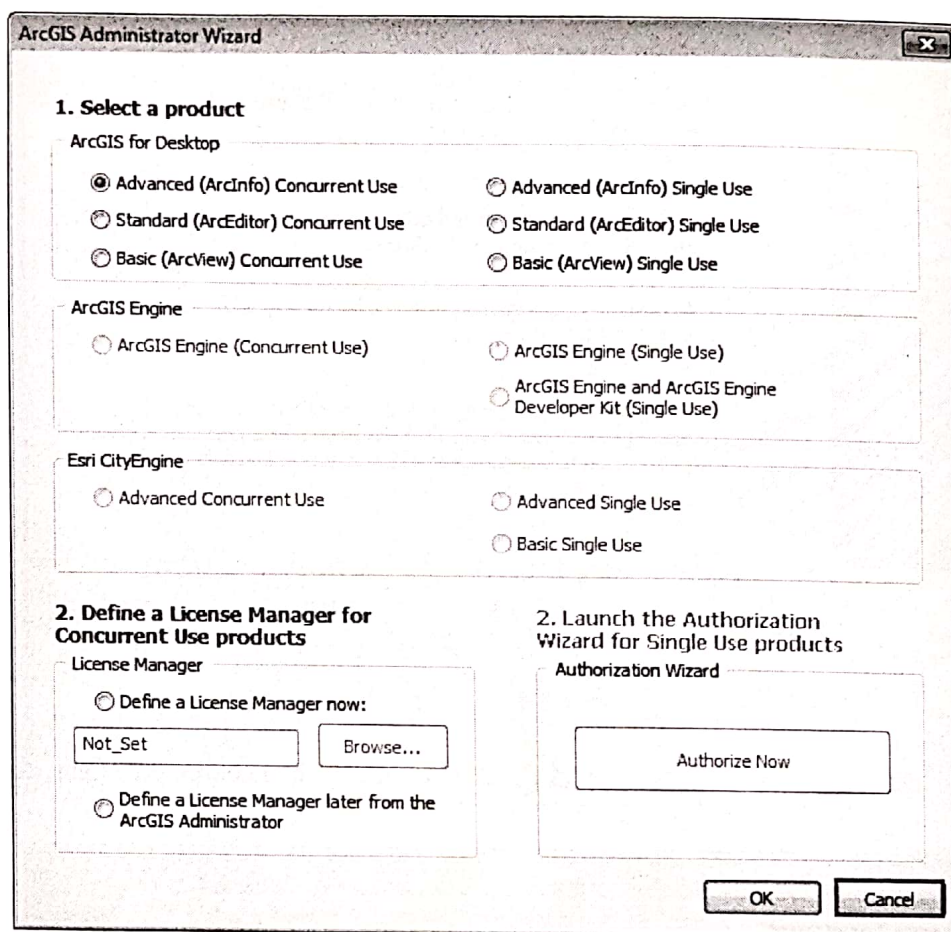 ArcGIS Administrator Wizard
1. Select a product
ArcGIS for Desktop
Advanced (ArcInfo) Concurrent Use
Advanced (ArcInfo) Single Use
Standard (ArcEditor) Concurrent Use
Standard (ArcEditor) Single Use
Basic (ArcView) Concurrent Use
Basic (ArcView) Single Use
ArcGIS Engine
ArcGIS Engine (Concurrent Use)
ArcGIS Engine (Single Use)
ArcGIS Engine and ArcGIS Engine
Developer Kit (Single Use)
Esri CityEngine
Advanced Concurrent Use
Advanced Single Use
Basic Single Use
2. Define a License Manager for
Concurrent Use products
License Manager
Define a License Manager now:
Not_Set
Browse...
Define a License Manager later from the
ArcGIS Administrator
2. Launch the Authorization
Wizard for Single Use products
Authorization Wizard
Authorize Now
OK
Cancel